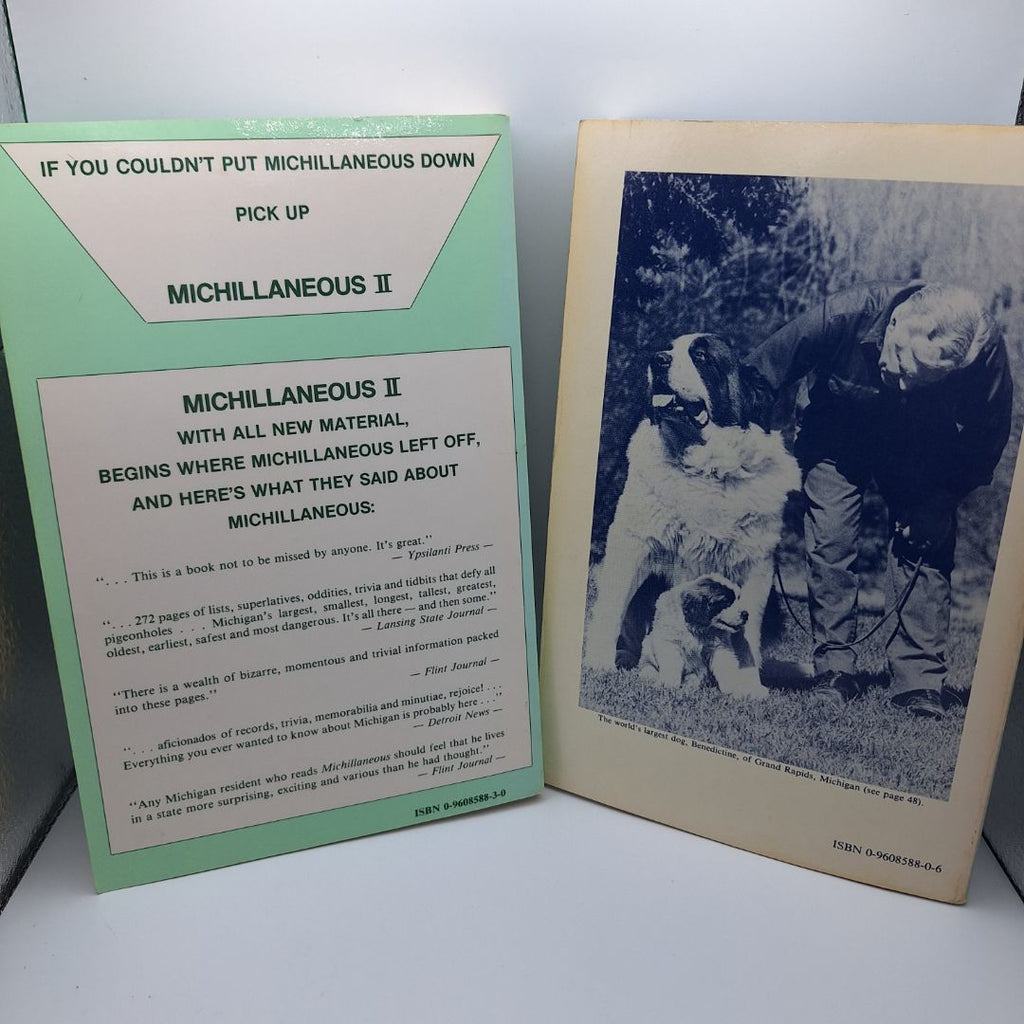 IF YOU COULDN'T PUT MICHILLANEOUS DOWN
PICK UP
MICHILLANEOUS II
MICHILLANEOUS II
WITH ALL NEW MATERIAL,
BEGINS WHERE MICHILLANEOUS LEFT OFF,
AND HERE'S WHAT THEY SAID ABOUT
MICHILLANEOUS:
". . . This is a book not to be missed by anyone. It's great."
— Ypsilanti Press —
". . . 272 pages of lists, superlatives, oddities, trivia and tidbits that defy all
pigeonholes . . . Michigan's largest, smallest, longest, tallest, greatest,
oldest, earliest, safest and most dangerous. It's all there — and then some."
— Lansing State Journal —
"There is a wealth of bizarre, momentous and trivial information packed
into these pages."
— Flint Journal —
". . . aficionados of records, trivia, memorabilia and minutiae, rejoice! . . .
Everything you ever wanted to know about Michigan is probably here . . ."
— Detroit News —
"Any Michigan resident who reads Michillaneous should feel that he lives
in a state more surprising, exciting and various than he had thought."
— Flint Journal —
ISBN 0-9608588-3-0
The world's largest dog, Benedictine, of Grand Rapids, Michigan (see page 48).
ISBN 0-9608588-0-6